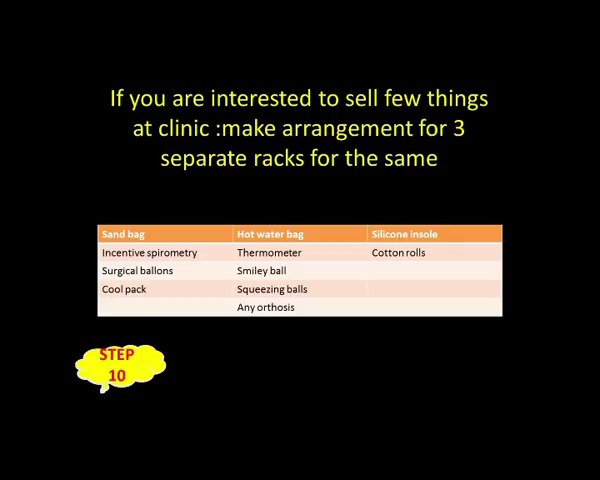 If you are interested to sell few things
at clinic :make arrangement for 3
separate racks for the same
Sand bag Hot water bag Silicone insole
Incentive spirometry Thermometer Cotton rolls
Surgical ballons Smiley ball
Cool pack Squeezing balls
Any orthosis
STEP
10